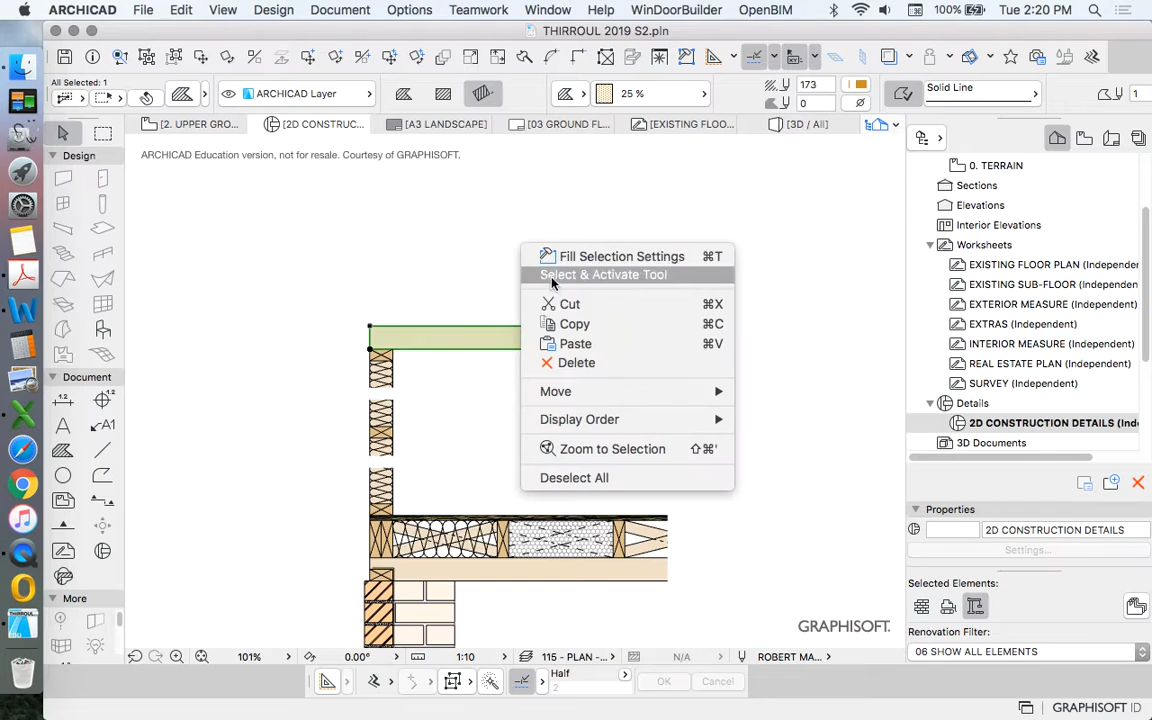 ARCHICAD File Edit View Design Document Options Teamwork Window Help WinDoorBuilder OpenBIM 100% Tue 2:20 PM
THIRROUL 2019 S2.pln
All Selected: 1
ARCHICAD Layer
25 %
173
0
Solid Line
1
[2. UPPER GRO...
[2D CONSTRUC...
[A3 LANDSCAPE]
[03 GROUND FL...
[EXISTING FLOO...
[3D / All]
ARCHICAD Education version, not for resale. Courtesy of GRAPHISOFT.
Design
Document
More
Fill Selection Settings ⌘T
Select & Activate Tool
Cut ⌘X
Copy ⌘C
Paste ⌘V
Delete
Move
Display Order
Zoom to Selection ⇧⌘'
Deselect All
0. TERRAIN
Sections
Elevations
Interior Elevations
Worksheets
EXISTING FLOOR PLAN (Independer
EXISTING SUB-FLOOR (Independer
EXTERIOR MEASURE (Independer
EXTRAS (Independent)
INTERIOR MEASURE (Independer
REAL ESTATE PLAN (Independer
SURVEY (Independent)
Details
2D CONSTRUCTION DETAILS (Inde
3D Documents
Properties
2D CONSTRUCTION DETAILS
Settings...
Selected Elements:
Renovation Filter:
06 SHOW ALL ELEMENTS
GRAPHISOFT.
101%
0.00°
1:10
115 - PLAN -...
N/A
ROBERT MA...
Half
2
OK
Cancel
GRAPHISOFT ID